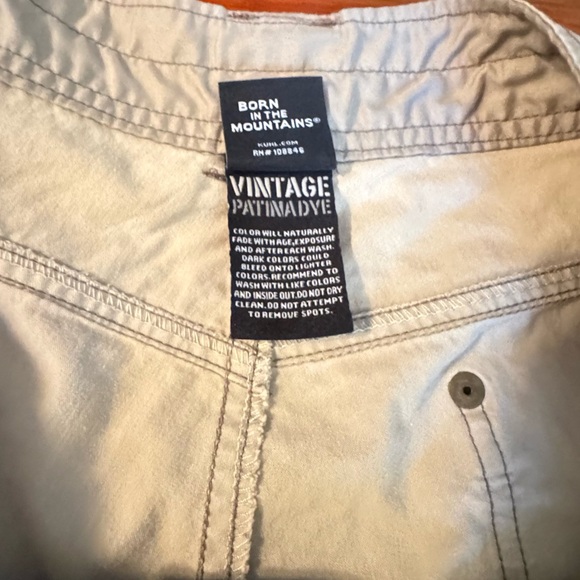 BORN
IN THE
MOUNTAINS®
KUHL.COM
RN# 108846
VINTAGE
PATINA DYE
COLOR WILL NATURALLY
FADE WITH AGE,EXPOSURE
AND AFTER EACH WASH.
DARK COLORS COULD
BLEED ONTO LIGHTER
COLORS.RECOMMEND TO
WASH WITH LIKE COLORS
AND INSIDE OUT.DO NOT DRY
CLEAN.DO NOT ATTEMPT
TO REMOVE SPOTS.